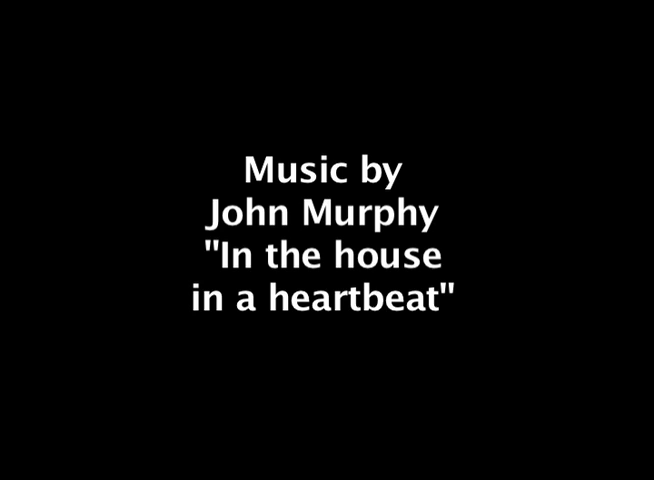 Music by
John Murphy
"In the house
in a heartbeat"